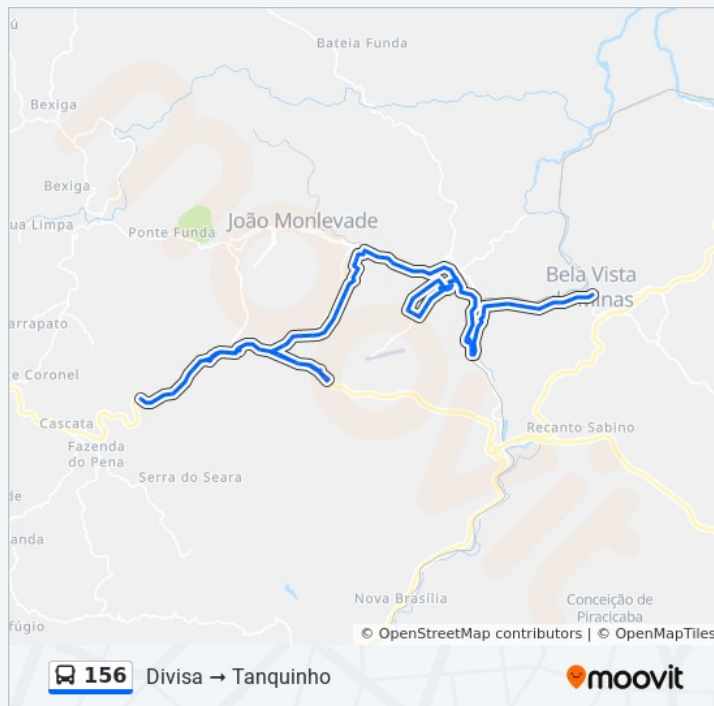 ú
Bateia Funda
Bexiga
Bexiga
ua Limpa
Ponte Funda
João Monlevade
Bela Vista
Minas
arrapato
e Coronel
Cascata
Fazenda
do Pena
Recanto Sabino
Serra do Seara
de
anda
Nova Brasília
Conceição de
Piracicaba
fúgio
© OpenStreetMap contributors | © OpenMapTiles
156 Divisa → Tanquinho
moovit
moovit